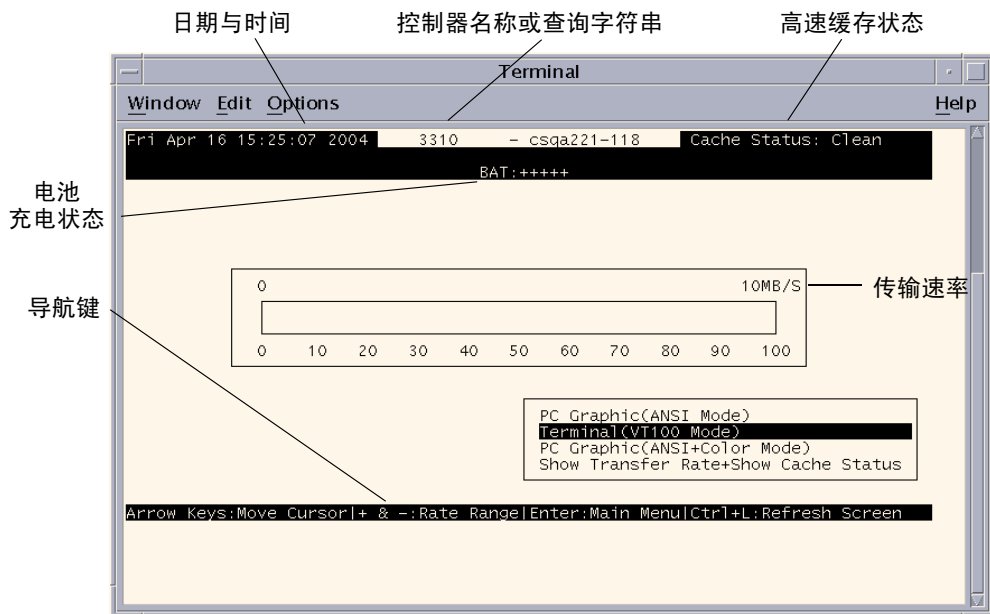 日期与时间 控制器名称或查询字符串 高速缓存状态
Terminal
Window Edit Options Help
Fri Apr 16 15:25:07 2004 3310 - csqa221-118 Cache Status: Clean
BAT:+++++
电池
充电状态
0 10MB/S
传输速率
导航键
0 10 20 30 40 50 60 70 80 90 100
PC Graphic(ANSI Mode)
Terminal(VT100 Mode)
PC Graphic(ANSI+Color Mode)
Show Transfer Rate+Show Cache Status
Arrow Keys:Move Cursor|+ & -:Rate Range|Enter:Main Menu|Ctrl+L:Refresh Screen